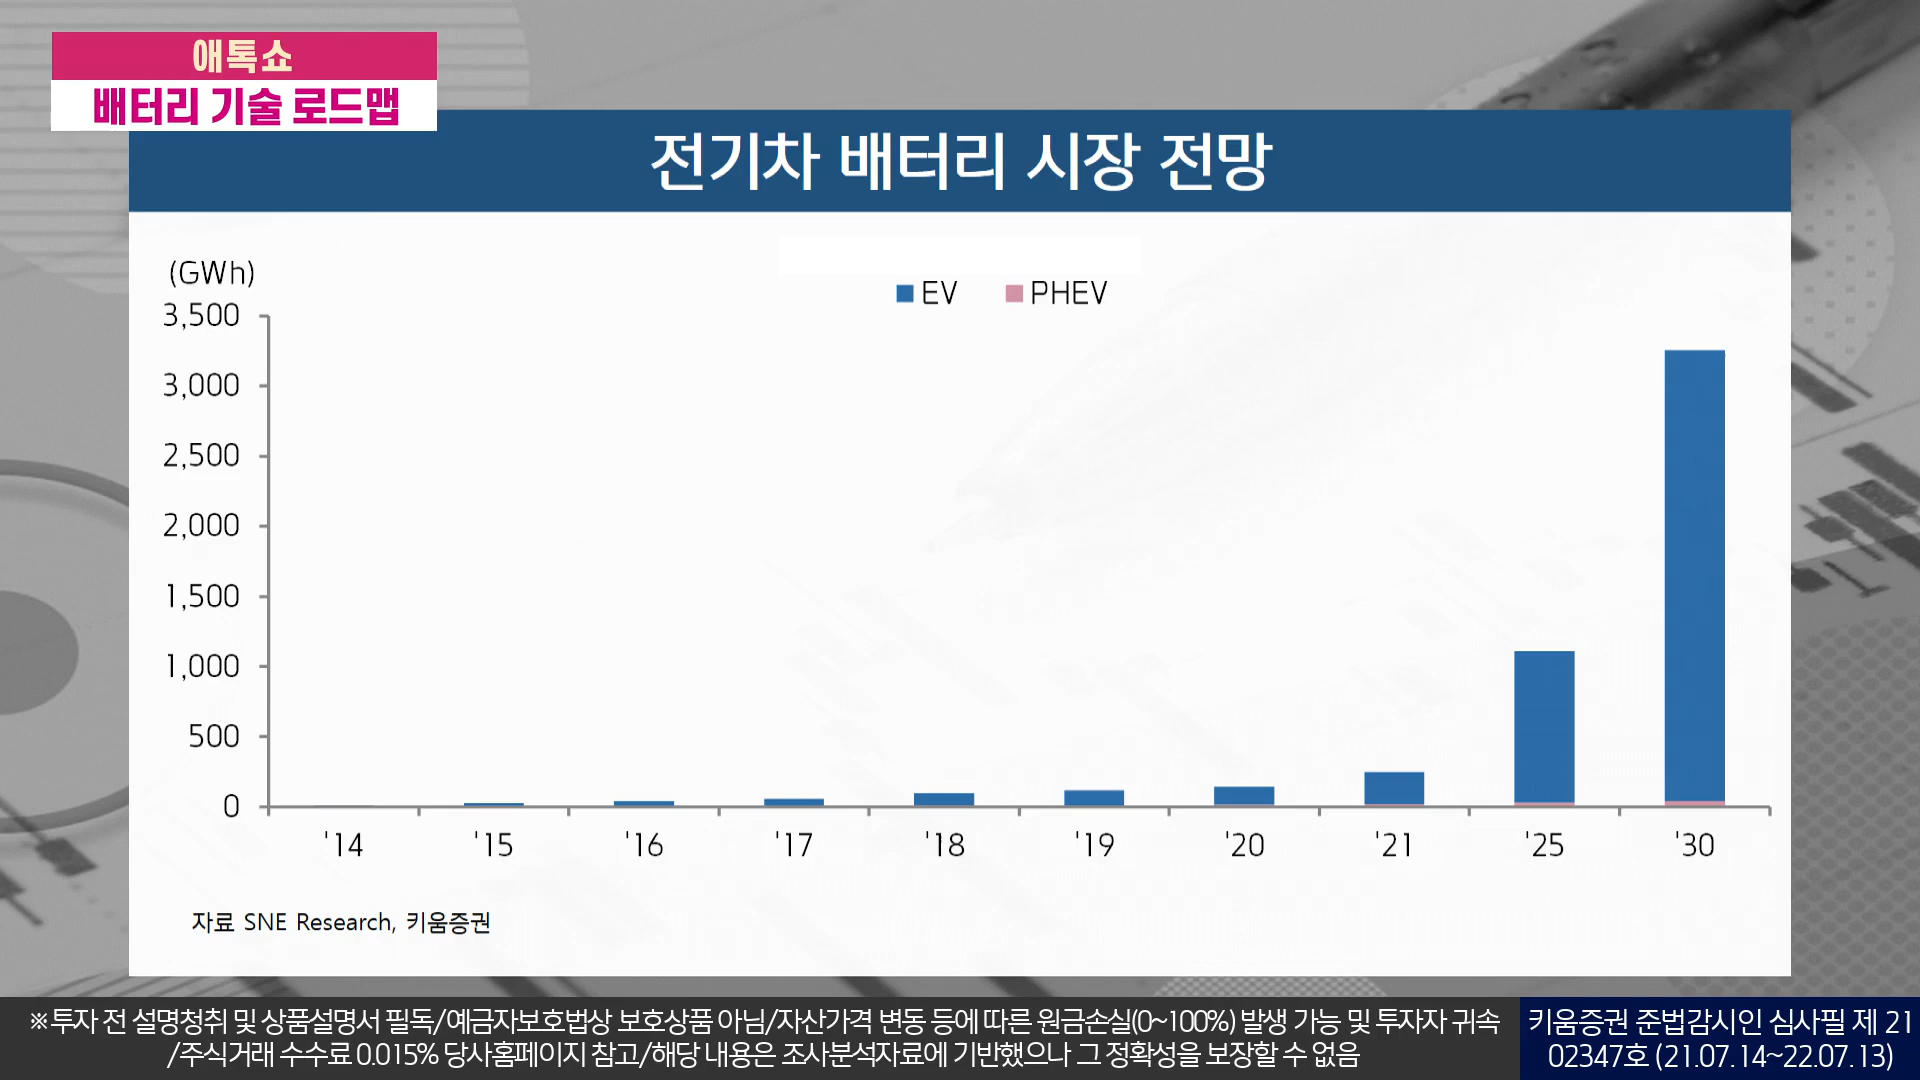 애톡쇼
배터리 기술 로드맵
전기차 배터리 시장 전망
(GWh)
EV PHEV
3,500
3,000
2,500
2,000
1,500
1,000
500
0
'14 '15 '16 '17 '18 '19 '20 '21 '25 '30
자료 SNE Research, 키움증권
※투자 전 설명청취 및 상품설명서 필독/예금자보호법상 보호상품 아님/자산가격 변동 등에 따른 원금손실(0~100%) 발생 가능 및 투자자 귀속
/주식거래 수수료 0.015% 당사홈페이지 참고/해당 내용은 조사분석자료에 기반했으나 그 정확성을 보장할 수 없음
키움증권 준법감시인 심사필 제 21
02347호 (21.07.14~22.07.13)